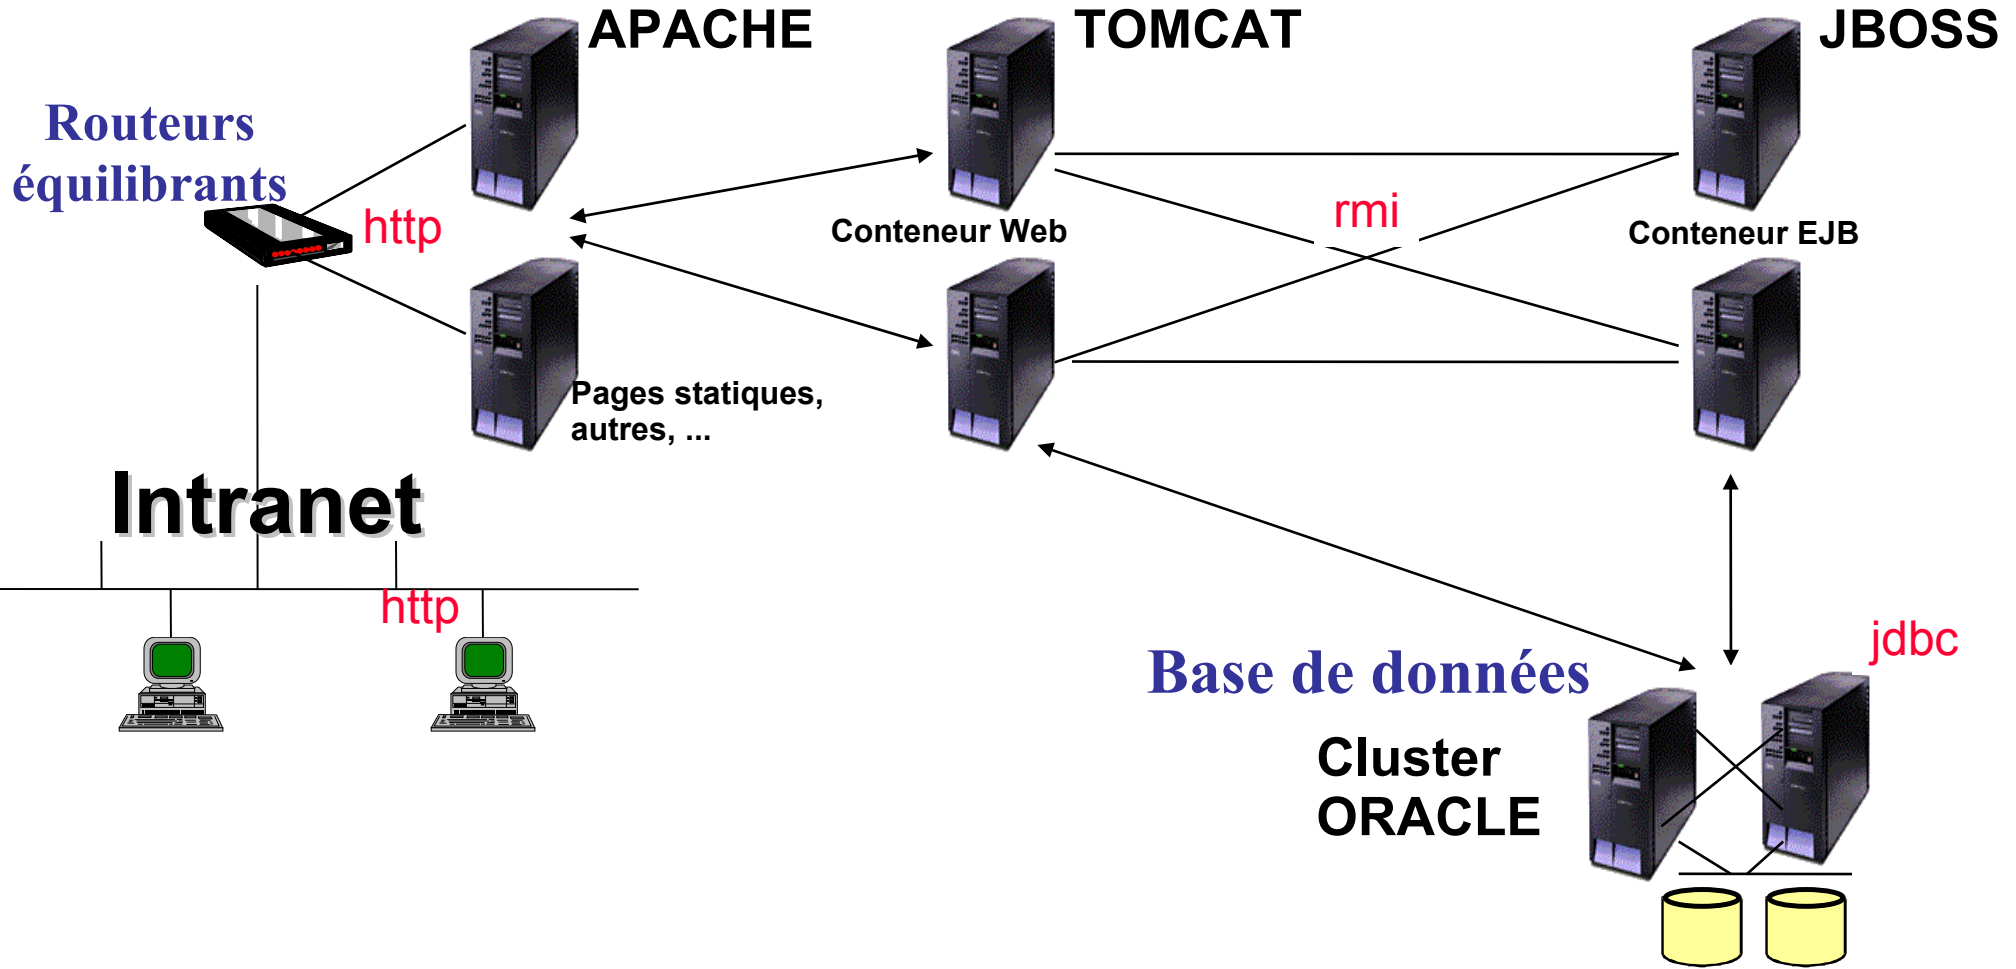 APACHE
TOMCAT
JBOSS
Routeurs
équilibrants
http
Conteneur Web
rmi
Conteneur EJB
Pages statiques,
autres, ...
Intranet
http
jdbc
Base de données
Cluster
ORACLE